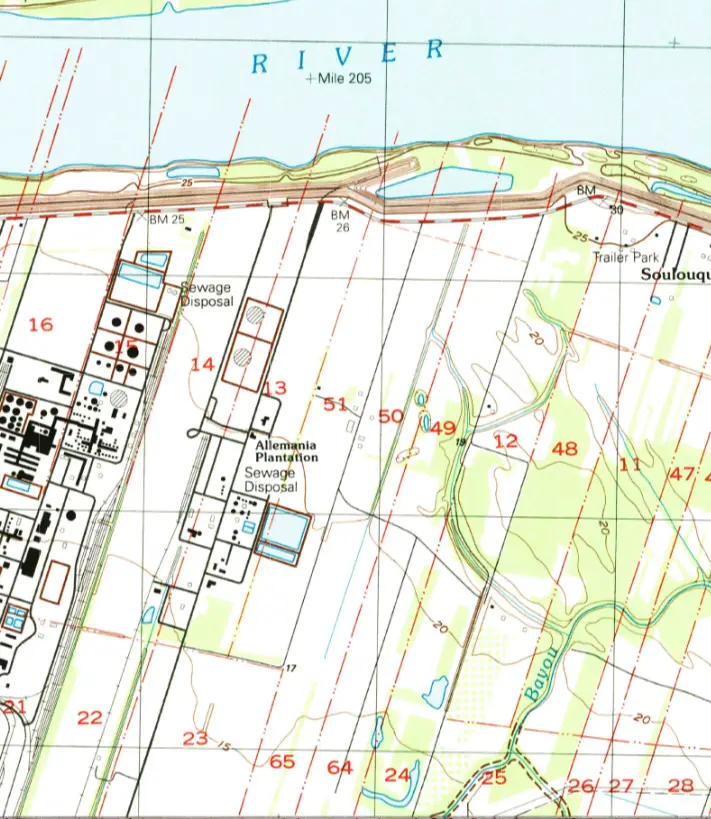 RIVER
Mile 205
25
BM
30
BM 25
BM
26
25
Trailer Park
Soulouqu
Sewage
Disposal
16
15
20
14
13
51
50
49
12
48
11
47
4
19
Allemania
Plantation
Sewage
Disposal
20
20
17
Bayou
21
22
23
15
20
65
64
24
25
26
27
28